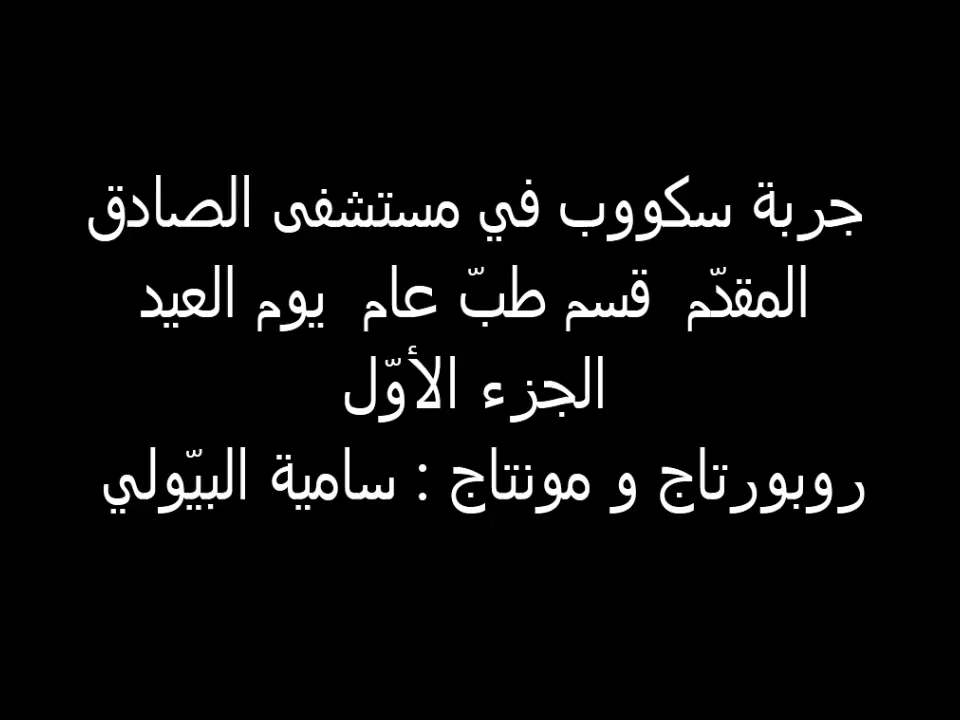 جربة سكووب في مستشفى الصادق
المقدّم قسم طبّ عام يوم العيد
الجزء الأوّل
روبورتاج و مونتاج : سامية البيّولي